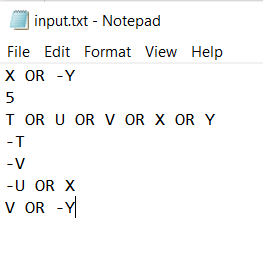 input.txt - Notepad
File Edit Format View Help
X OR -Y
5
T OR U OR V OR X OR Y
-T
-V
-U OR X
V OR -Y